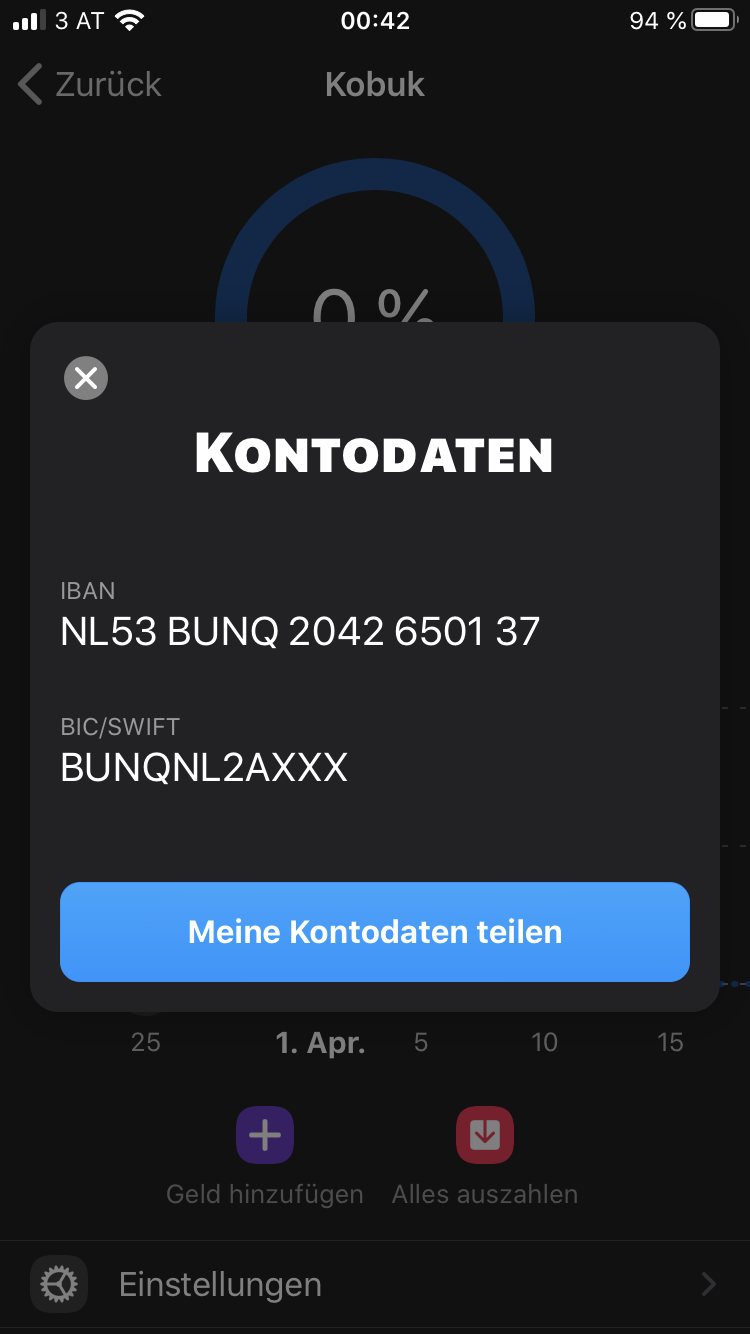 3 AT 00:42 94 %
Zurück Kobuk
0 %
KONTODATEN
IBAN
NL53 BUNQ 2042 6501 37
BIC/SWIFT
BUNQNL2AXXX
Meine Kontodaten teilen
25 1. Apr. 5 10 15
Geld hinzufügen Alles auszahlen
Einstellungen